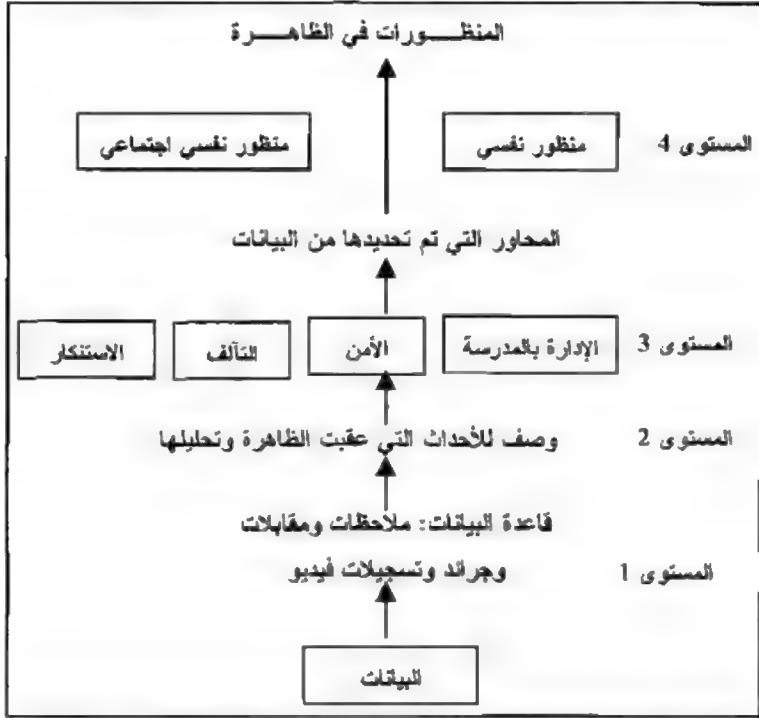 المنظـــورات في الظاهـــرة
المستوى 4 منظور نفسي منظور نفسي اجتماعي
المحاور التي تم تحديدها من البيانات
المستوى 3 الإدارة بالمدرسة الأمن التآلف الاستنكار
المستوى 2 وصف للأحداث التي عقبت الظاهرة وتحليلها
قاعدة البيانات: ملاحظات ومقابلات
المستوى 1 وجرائد وتسجيلات فيديو
البيانات